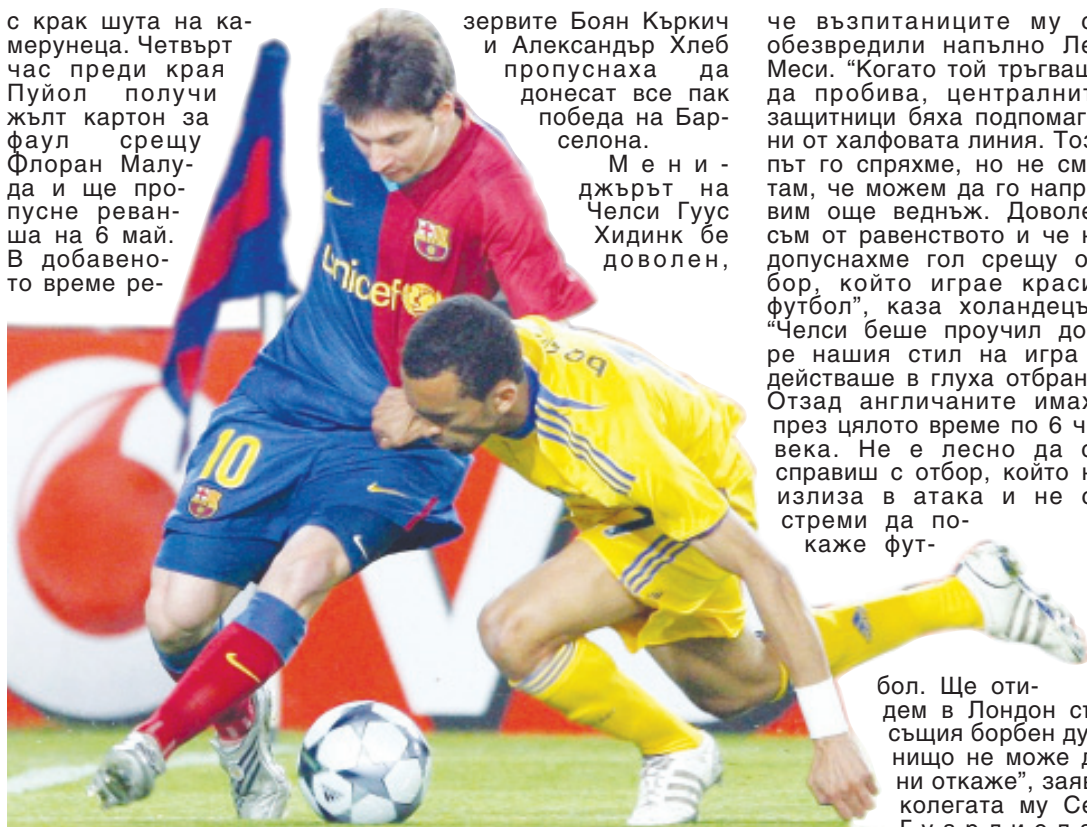 с крак шута на ка-
мерунеца. Четвърт
час преди края
Пуйол получи
жълт картон за
фаул срещу
Флоран Малу-
да и ще про-
пусне реван-
ша на 6 май.
В добавено-
то време ре-
зервите Боян Къркич
и Александър Хлеб
пропуснаха да
донесат все пак
победа на Бар-
селона.
Мени-
джърът на
Челси Гуус
Хидинк бе
доволен,
че възпитаниците му с
обезвредили напълно Ле
Меси. “Когато той тръгваш
да пробива, централнит
защитници бяха подпомаг
ни от халфовата линия. Тоз
път го спряхме, но не см
там, че можем да го напр
вим още веднъж. Доволе
съм от равенството и че н
допуснахме гол срещу о
бор, който играе краси
футбол”, каза холандецъ
“Челси беше проучил до
ре нашия стил на игра
действаше в глуха отбран
Отзад англичаните имах
през цялото време по 6 ч
века. Не е лесно да с
справиш с отбор, който н
излиза в атака и не с
стреми да по-
каже фут-
бол. Ще оти-
дем в Лондон съ
същия борбен ду
нищо не може д
ни откаже”, заяв
колегата му Се
Гуардиола
unicef
10